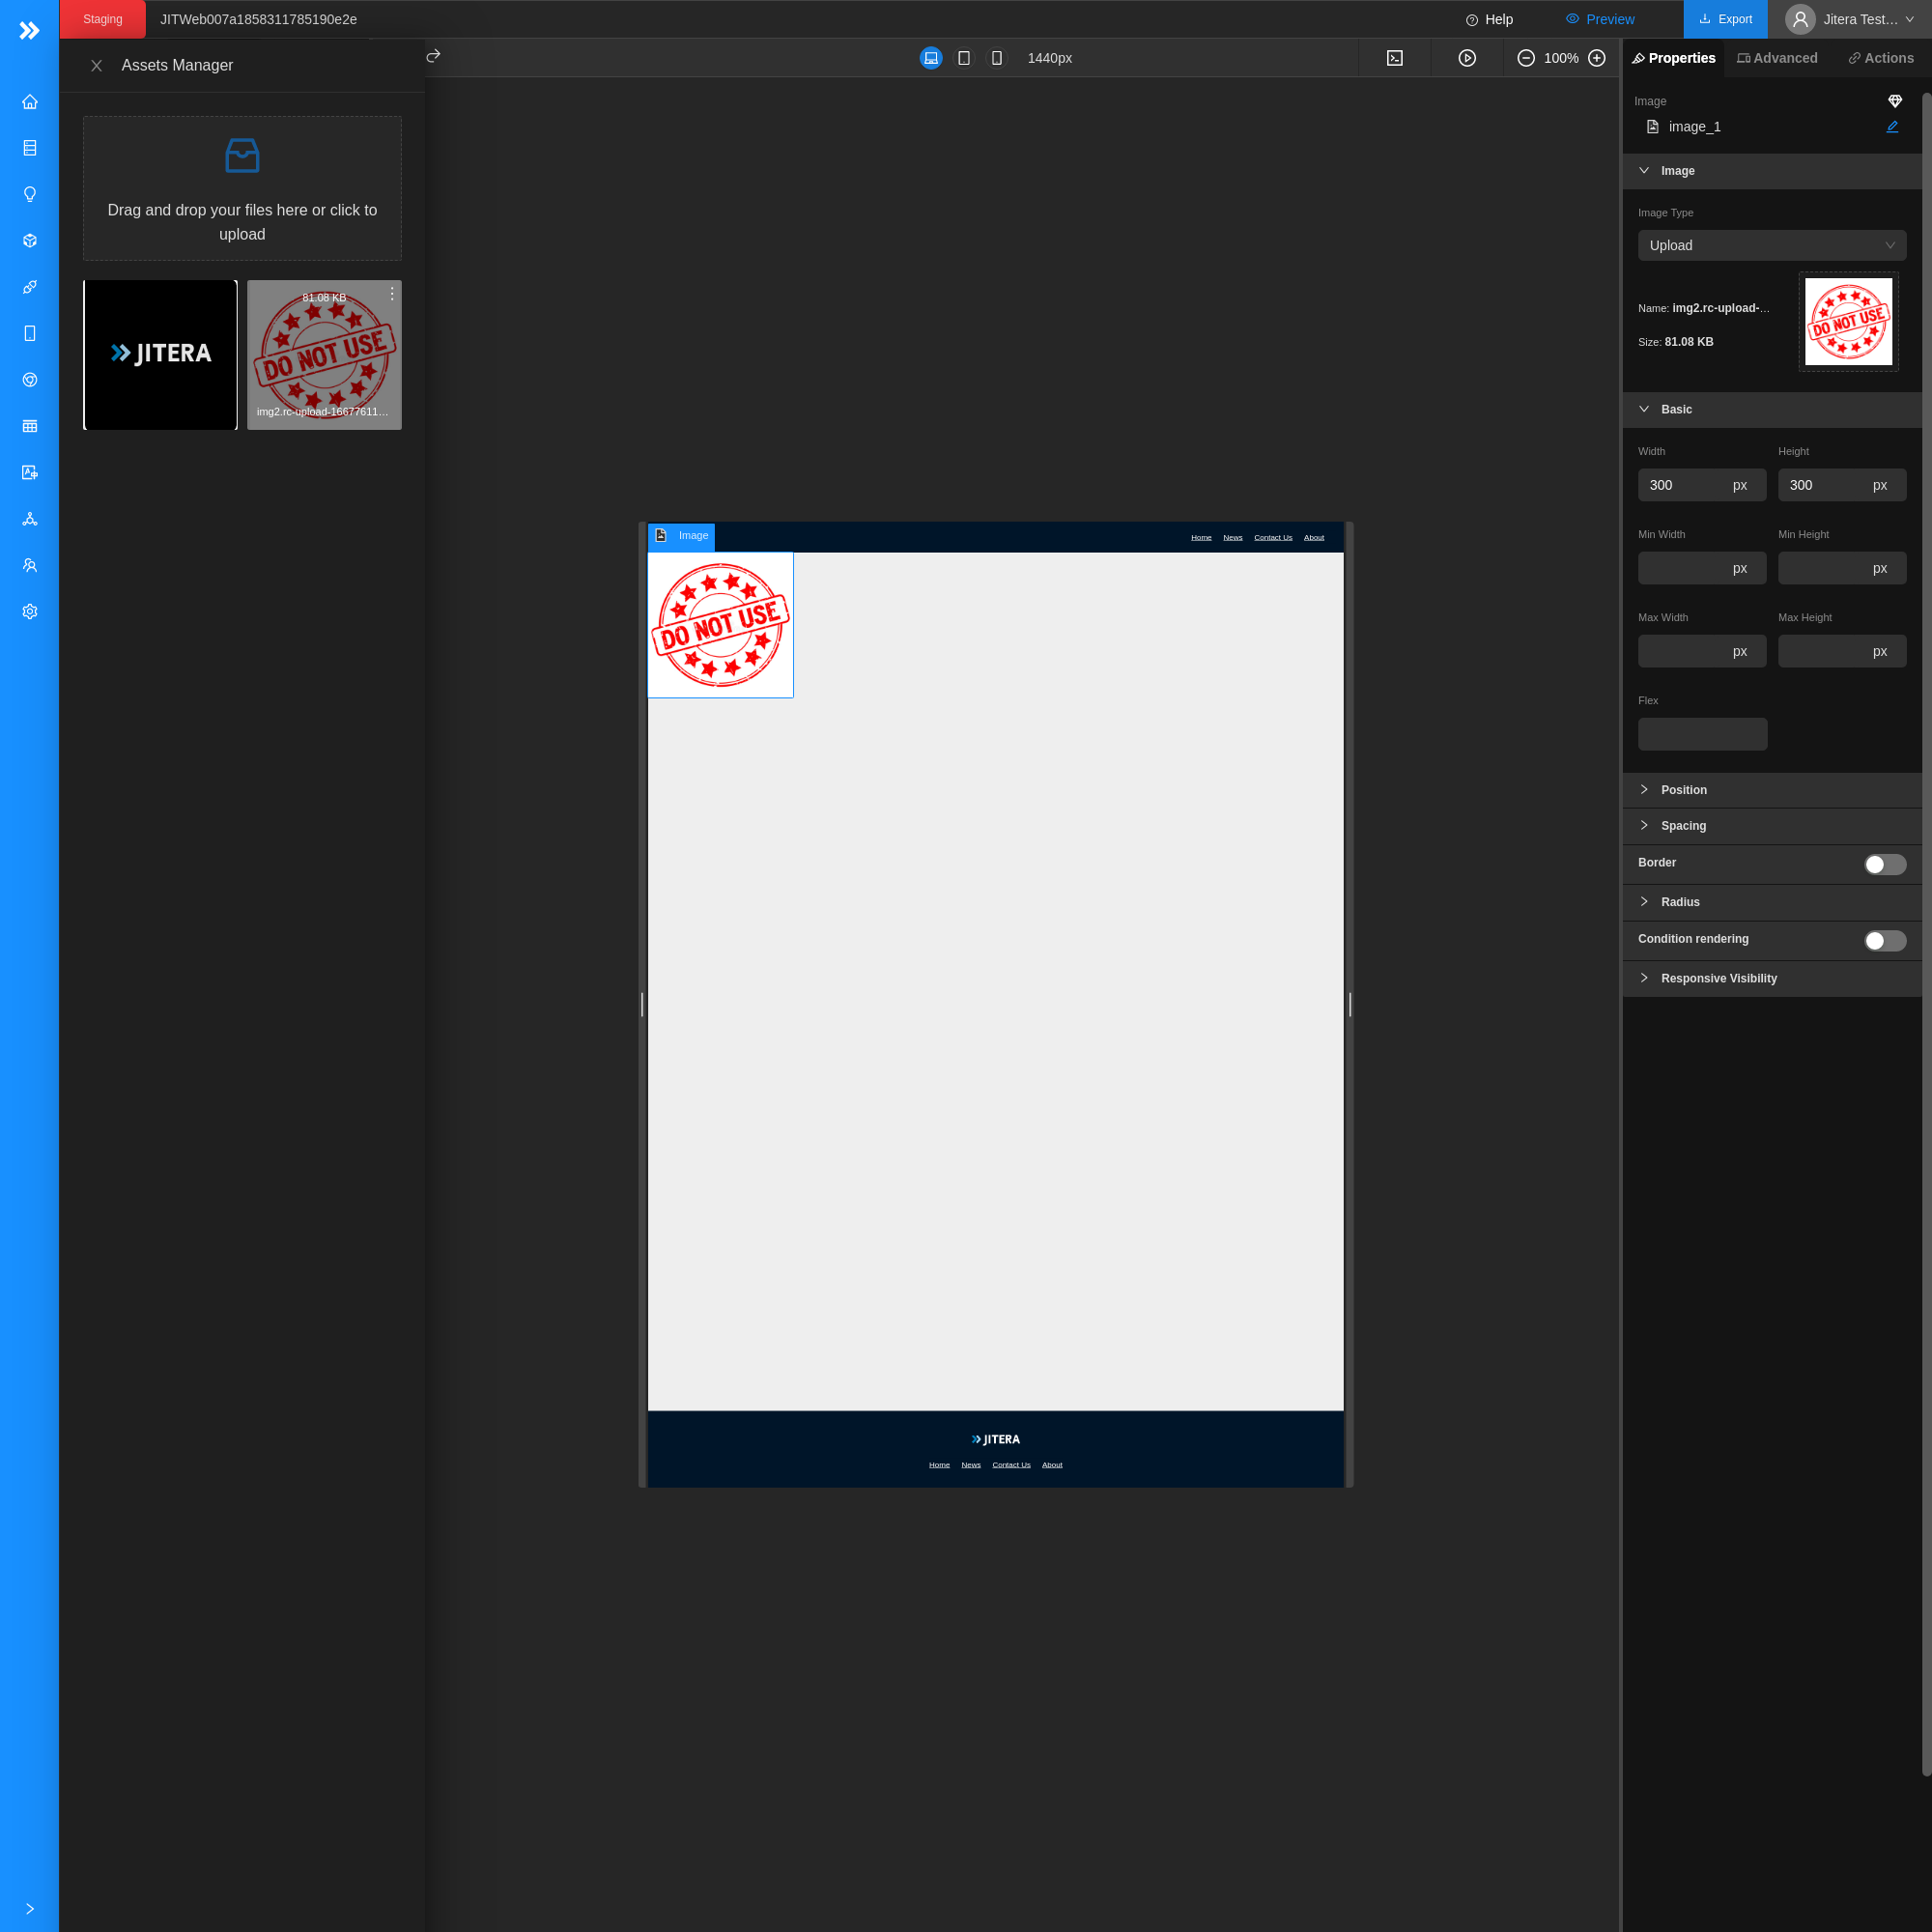 Staging
JITWeb007a1858311785190e2e
Help
Preview
Export
Jitera Test…
Assets Manager
1440px
100%
Properties
Advanced
Actions
Drag and drop your files here or click to
upload
JITERA
81.08 KB
DO NOT USE
img2.rc-upload-16677611…
Image
image_1
Image
Image Type
Upload
Name: img2.rc-upload-…
Size: 81.08 KB
DO NOT USE
Basic
Width
Height
300
px
300
px
Min Width
Min Height
px
px
Max Width
Max Height
px
px
Flex
Position
Spacing
Border
Radius
Condition rendering
Responsive Visibility
Image
Home
News
Contact Us
About
DO NOT USE
JITERA
Home
News
Contact Us
About